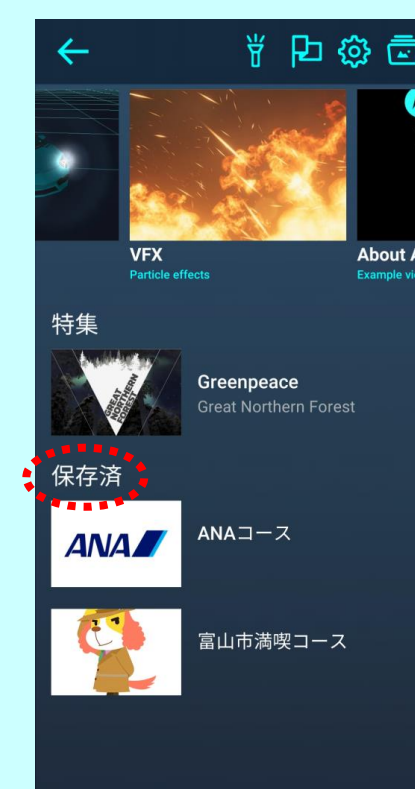 VFX
Particle effects
About A
Example vi
特集
GREAT
NORTHERN
FOREST
Greenpeace
Great Northern Forest
保存済
ANA
ANAコース
富山市満喫コース